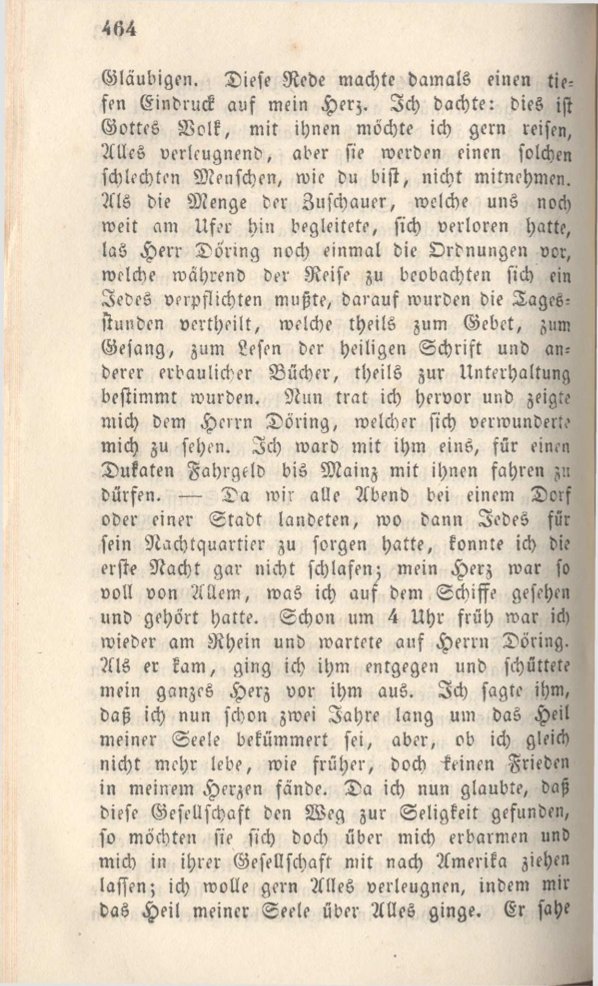 464
Gläubigen. Diese Rede machte damals einen tie-
fen Eindruck auf mein Herz. Ich dachte: dies ist
Gottes Volk, mit ihnen möchte ich gern reisen,
Alles verleugnend, aber sie werden einen solchen
schlechten Menschen, wie du bist, nicht mitnehmen.
Als die Menge der Zuschauer, welche uns noch
weit am Ufer hin begleitete, sich verloren hatte,
las Herr Döring noch einmal die Ordnungen vor,
welche während der Reise zu beobachten sich ein
Jedes verpflichten mußte, darauf wurden die Tages-
stunden vertheilt, welche theils zum Gebet, zum
Gesang, zum Lesen der heiligen Schrift und an-
derer erbaulicher Bücher, theils zur Unterhaltung
bestimmt wurden. Nun trat ich hervor und zeigte
mich dem Herrn Döring, welcher sich verwunderte
mich zu sehen. Ich ward mit ihm eins, für einen
Dukaten Fahrgeld bis Mainz mit ihnen fahren zu
dürfen. — Da wir alle Abend bei einem Dorf
oder einer Stadt landeten, wo dann Jedes für
sein Nachtquartier zu sorgen hatte, konnte ich die
erste Nacht gar nicht schlafen; mein Herz war so
voll von Allem, was ich auf dem Schiffe gesehen
und gehört hatte. Schon um 4 Uhr früh war ich
wieder am Rhein und wartete auf Herrn Döring.
Als er kam, ging ich ihm entgegen und schüttete
mein ganzes Herz vor ihm aus. Ich sagte ihm,
daß ich nun schon zwei Jahre lang um das Heil
meiner Seele bekümmert sei, aber, ob ich gleich
nicht mehr lebe, wie früher, doch keinen Frieden
in meinem Herzen fände. Da ich nun glaubte, daß
diese Gesellschaft den Weg zur Seligkeit gefunden,
so möchten sie sich doch über mich erbarmen und
mich in ihrer Gesellschaft mit nach Amerika ziehen
lassen; ich wolle gern Alles verleugnen, indem mir
das Heil meiner Seele über Alles ginge. Er sahe